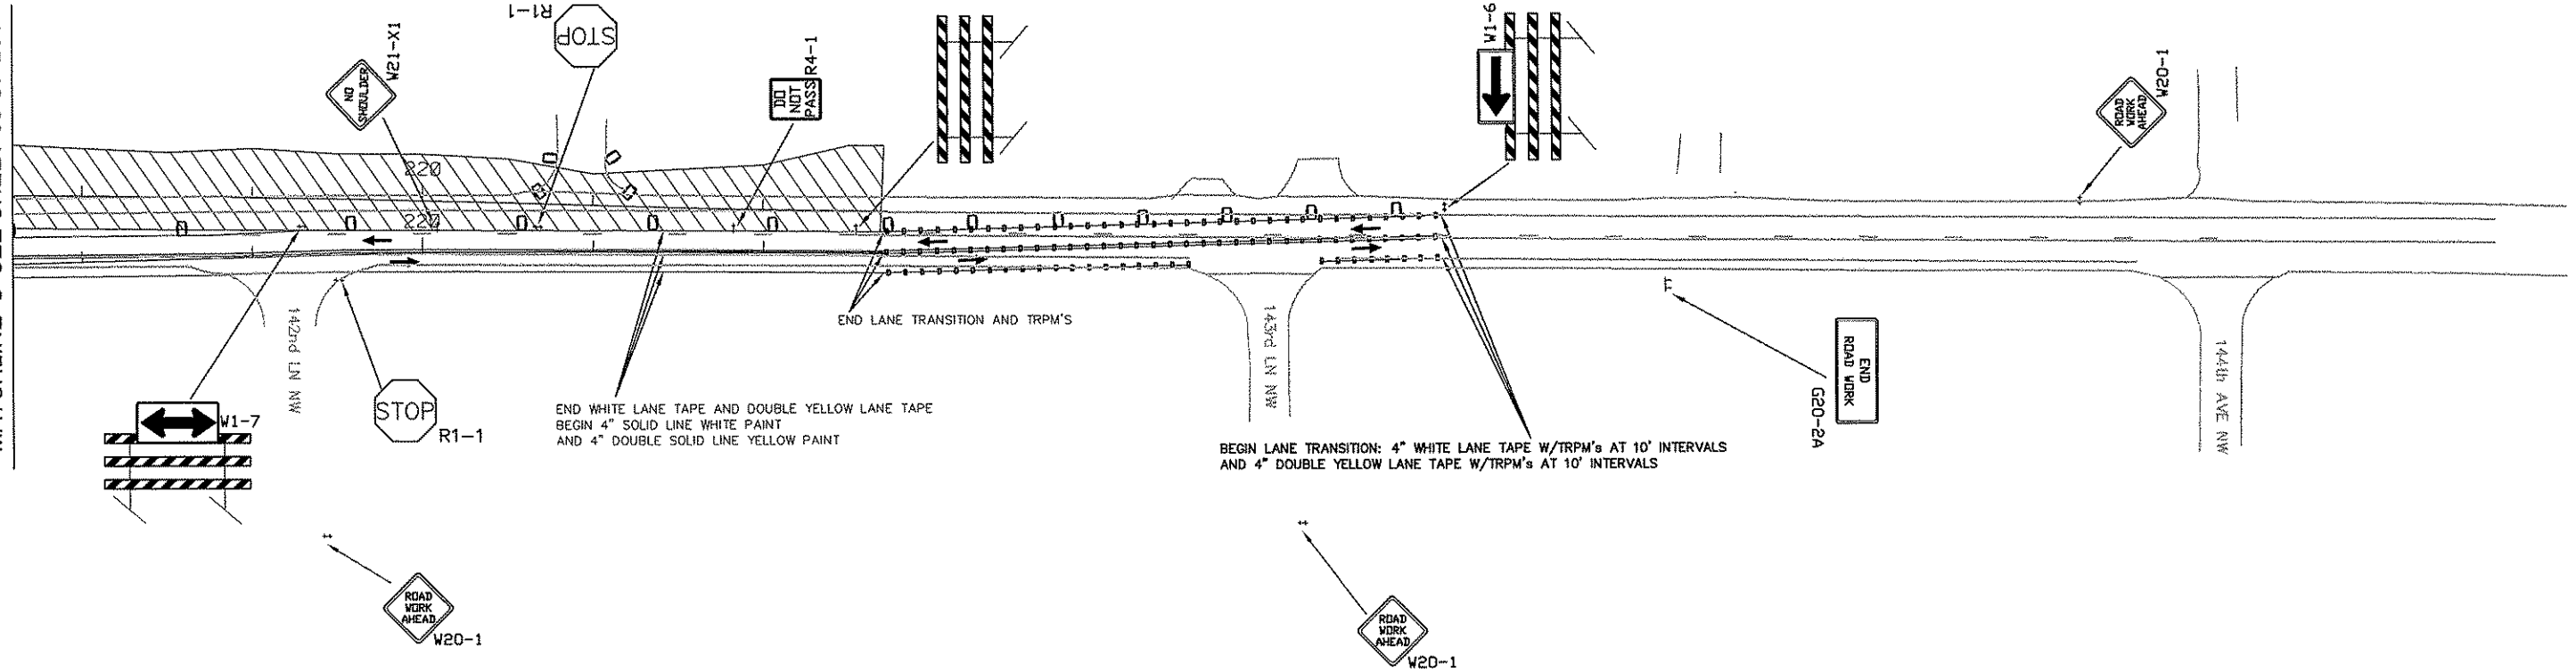 R1-1
STOP
W21-X1
NO
SHOULDER
DO
NOT
PASS
R4-1
W1-6
ROAD
WORK
AHEAD
W20-1
220
220
END LANE TRANSITION AND TRPM'S
142nd LN NW
143rd LN NW
144th AVE NW
END
ROAD WORK
G20-2A
W1-7
STOP
R1-1
END WHITE LANE TAPE AND DOUBLE YELLOW LANE TAPE
BEGIN 4" SOLID LINE WHITE PAINT
AND 4" DOUBLE SOLID LINE YELLOW PAINT
BEGIN LANE TRANSITION: 4" WHITE LANE TAPE W/TRPM's AT 10' INTERVALS
AND 4" DOUBLE YELLOW LANE TAPE W/TRPM's AT 10' INTERVALS
ROAD
WORK
AHEAD
W20-1
ROAD
WORK
AHEAD
W20-1